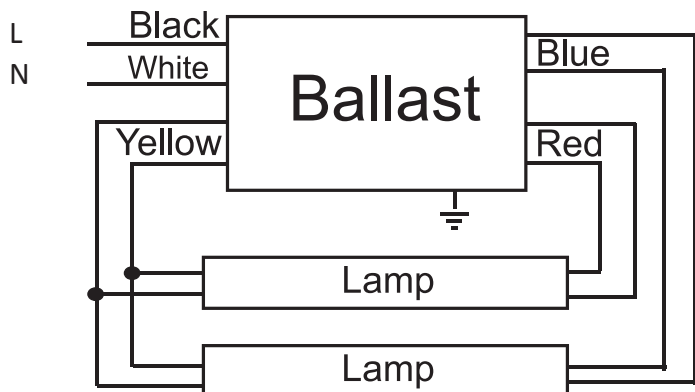 L Black
N White
Yellow
Ballast
Blue
Red
Lamp
Lamp